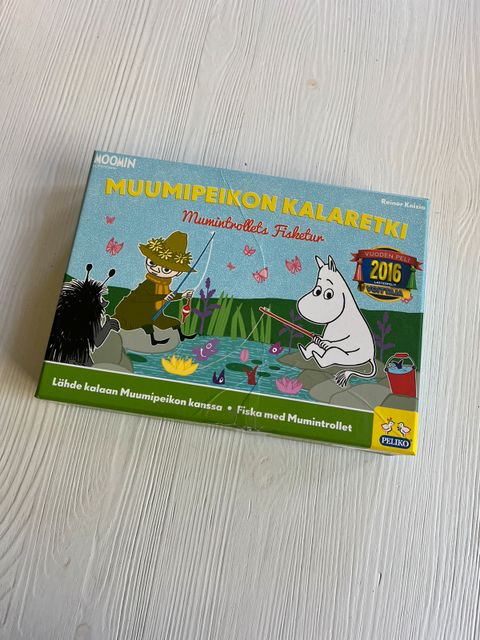 MOOMIN
Reiner Knizia
MUUMIPEIKON KALARETKI
Mumintrollets Fisketur
VUODEN PELI
2016
Lähde kalaan Muumipeikon kanssa • Fiska med Mumintrollet
PELIKO